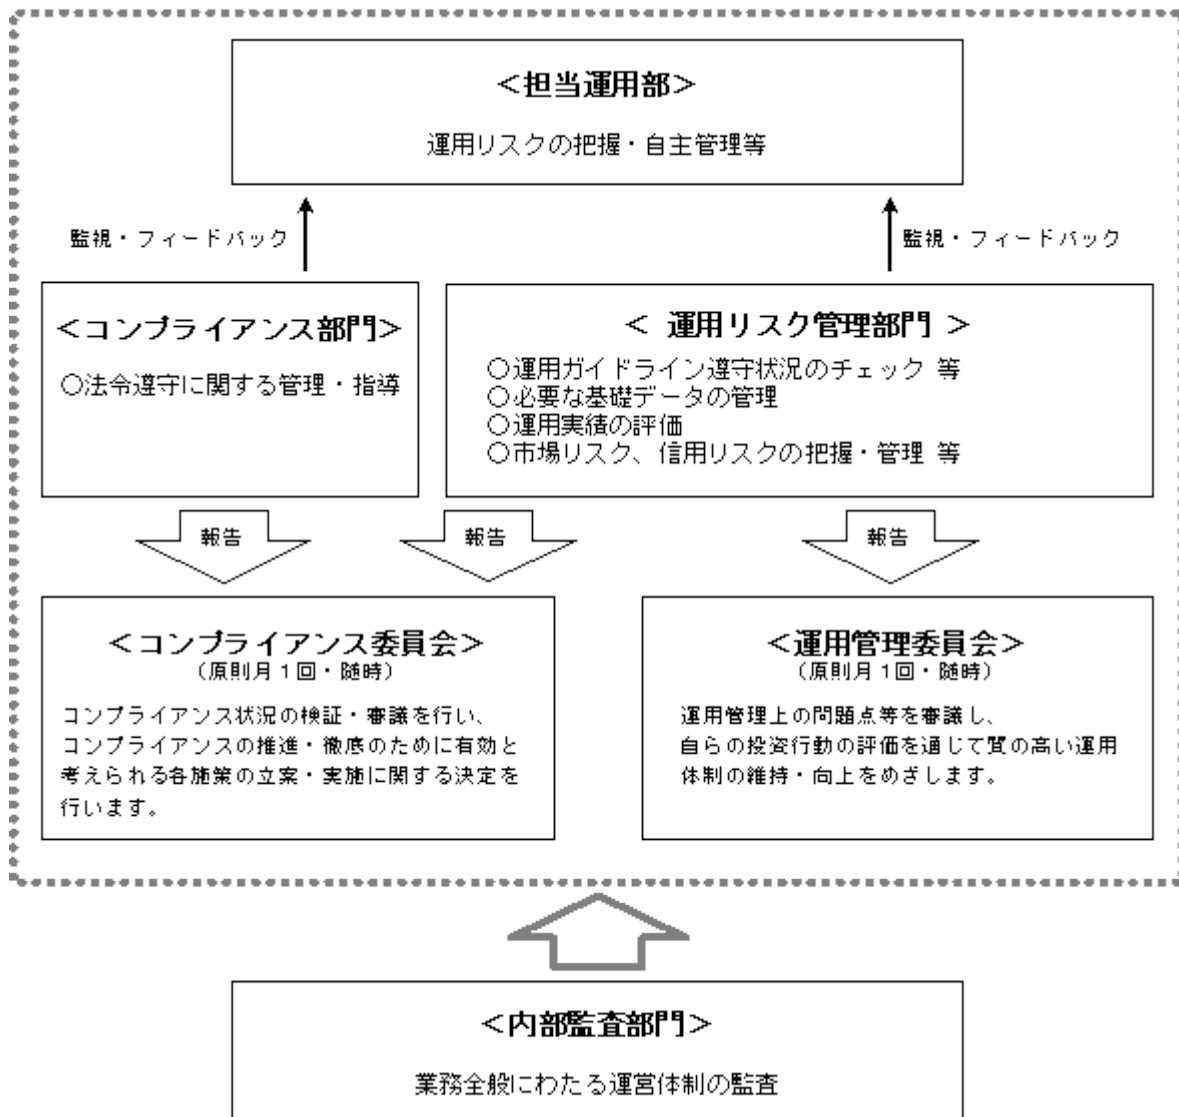 ＜担当運用部＞
運用リスクの把握・自主管理等
監視・フィードバック
監視・フィードバック
＜コンプライアンス部門＞
○法令遵守に関する管理・指導
＜ 運用リスク管理部門 ＞
○運用ガイドライン遵守状況のチェック 等
○必要な基礎データの管理
○運用実績の評価
○市場リスク、信用リスクの把握・管理 等
報告
報告
報告
＜コンプライアンス委員会＞
（原則月１回・随時）
コンプライアンス状況の検証・審議を行い、
コンプライアンスの推進・徹底のために有効と
考えられる各施策の立案・実施に関する決定を
行います。
＜運用管理委員会＞
（原則月１回・随時）
運用管理上の問題点等を審議し、
自らの投資行動の評価を通じて質の高い運用
体制の維持・向上をめざします。
＜内部監査部門＞
業務全般にわたる運営体制の監査